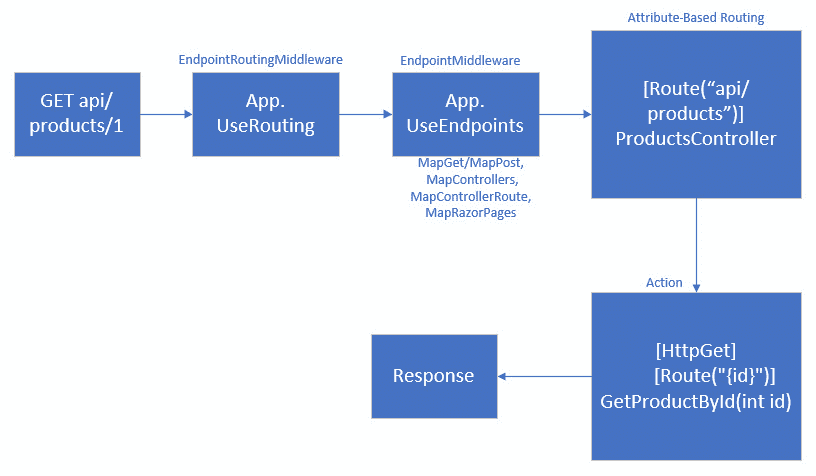 Attribute-Based Routing
EndpointRoutingMiddleware
EndpointMiddleware
GET api/
products/1
App.
UseRouting
App.
UseEndpoints
[Route(“api/
products”)]
ProductsController
MapGet/MapPost,
MapControllers,
MapControllerRoute,
MapRazorPages
Action
[HttpGet]
[Route("{id}")]
GetProductById(int id)
Response